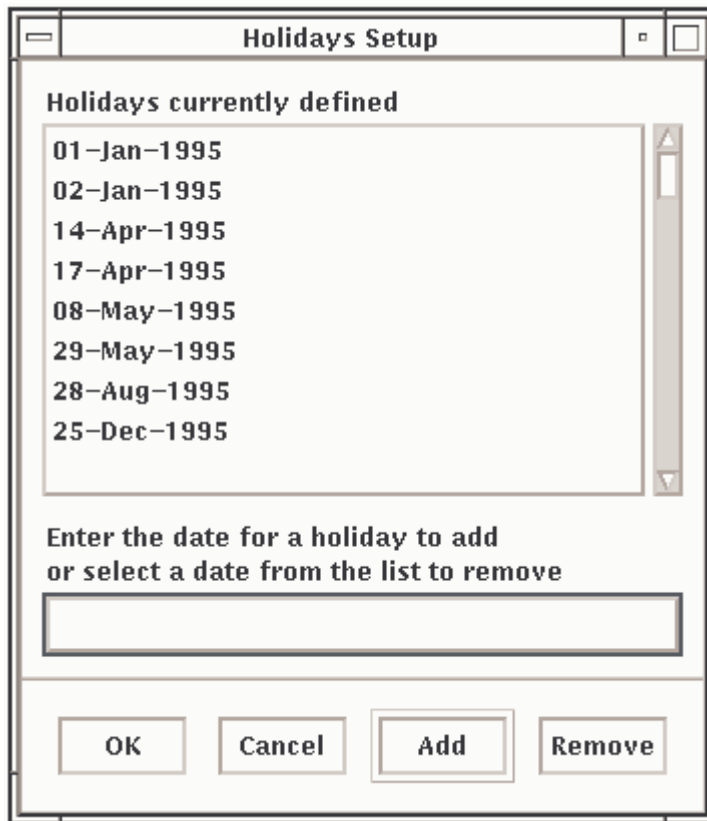 Holidays Setup
Holidays currently defined
01-Jan-1995
02-Jan-1995
14-Apr-1995
17-Apr-1995
08-May-1995
29-May-1995
28-Aug-1995
25-Dec-1995
Enter the date for a holiday to add
or select a date from the list to remove
OK Cancel Add Remove